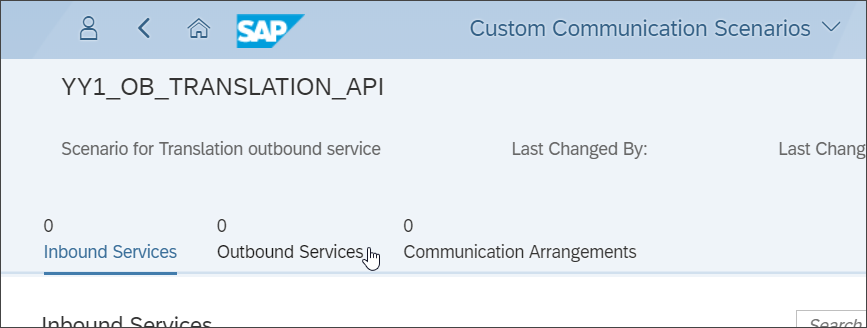 SAP Custom Communication Scenarios
YY1_OB_TRANSLATION_API
Scenario for Translation outbound service Last Changed By: Last Chang
0 0 0
Inbound Services Outbound Services Communication Arrangements
Inbound Services Search